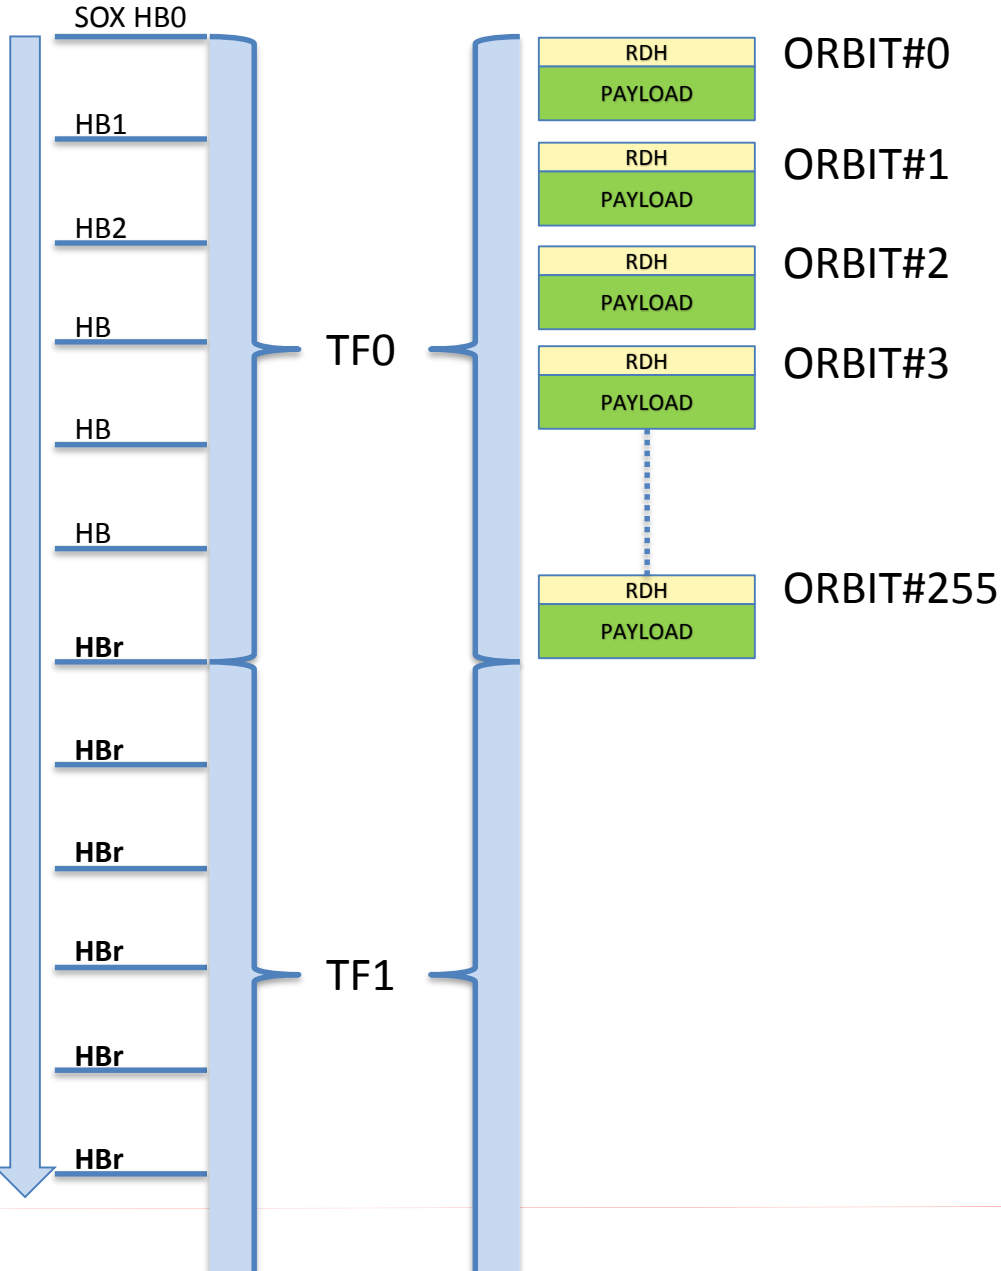 SOX HB0
HB1
HB2
HB
HB
HB
HBr
HBr
HBr
HBr
HBr
HBr
TF0
TF1
RDH
PAYLOAD
ORBIT#0
RDH
PAYLOAD
ORBIT#1
RDH
PAYLOAD
ORBIT#2
RDH
PAYLOAD
ORBIT#3
RDH
PAYLOAD
ORBIT#255